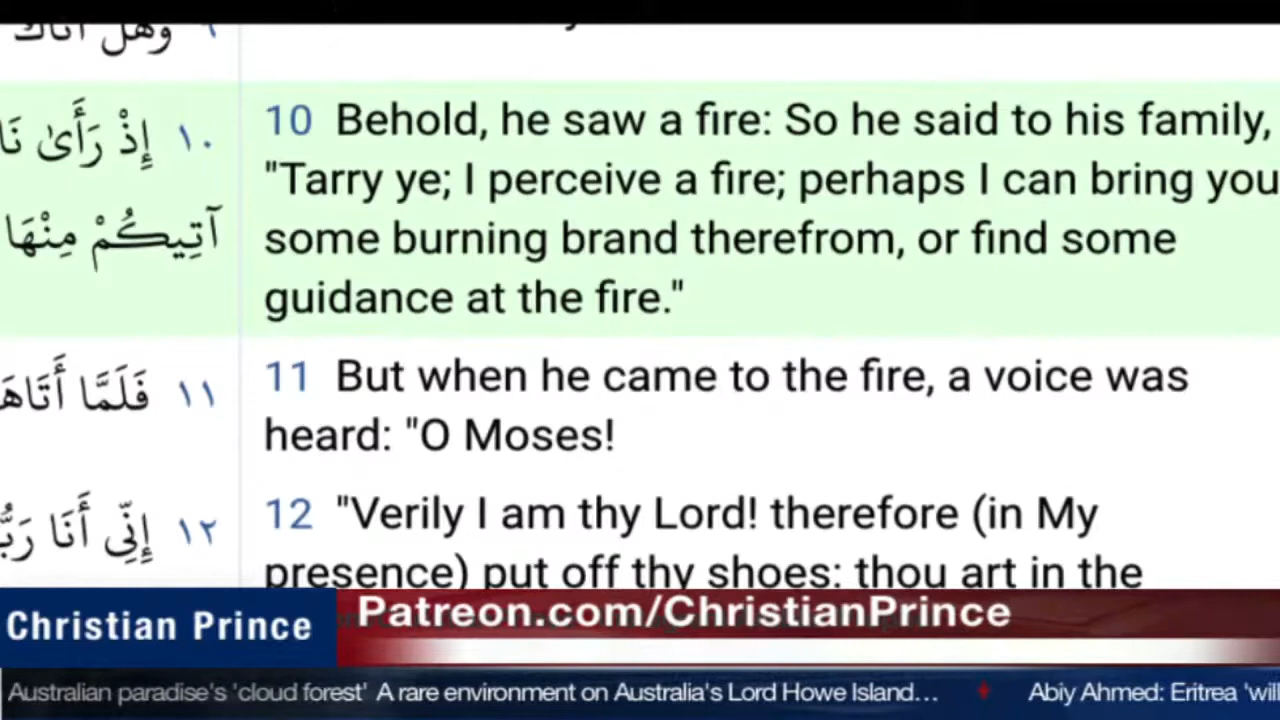 ٩ وَهَلْ أَتَاكَ
10 Behold, he saw a fire: So he said to his family,
"Tarry ye; I perceive a fire; perhaps I can bring you
some burning brand therefrom, or find some
guidance at the fire."
١٠ إِذْ رَأَىٰ نَا
آتِيكُمْ مِنْهَا
11 But when he came to the fire, a voice was
heard: "O Moses!
١١ فَلَمَّا أَتَاهَا
12 "Verily I am thy Lord! therefore (in My
presence) put off thy shoes: thou art in the
١٢ إِنِّي أَنَا رَبُّ
Christian Prince
Patreon.com/ChristianPrince
Australian paradise's 'cloud forest' A rare environment on Australia's Lord Howe Island... Abiy Ahmed: Eritrea 'will